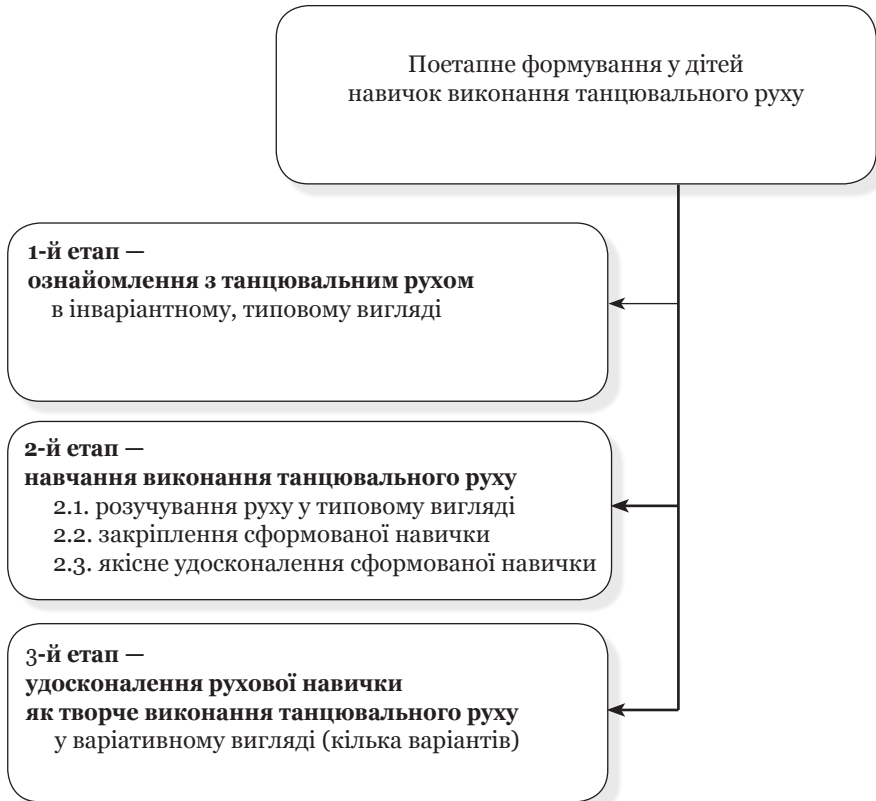 Поетапне формування у дітей
навичок виконання танцювального руху
1-й етап —
ознайомлення з танцювальним рухом
в інваріантному, типовому вигляді
2-й етап —
навчання виконання танцювального руху
2.1. розучування руху у типовому вигляді
2.2. закріплення сформованої навички
2.3. якісне удосконалення сформованої навички
3-й етап —
удосконалення рухової навички
як творче виконання танцювального руху
у варіативному вигляді (кілька варіантів)